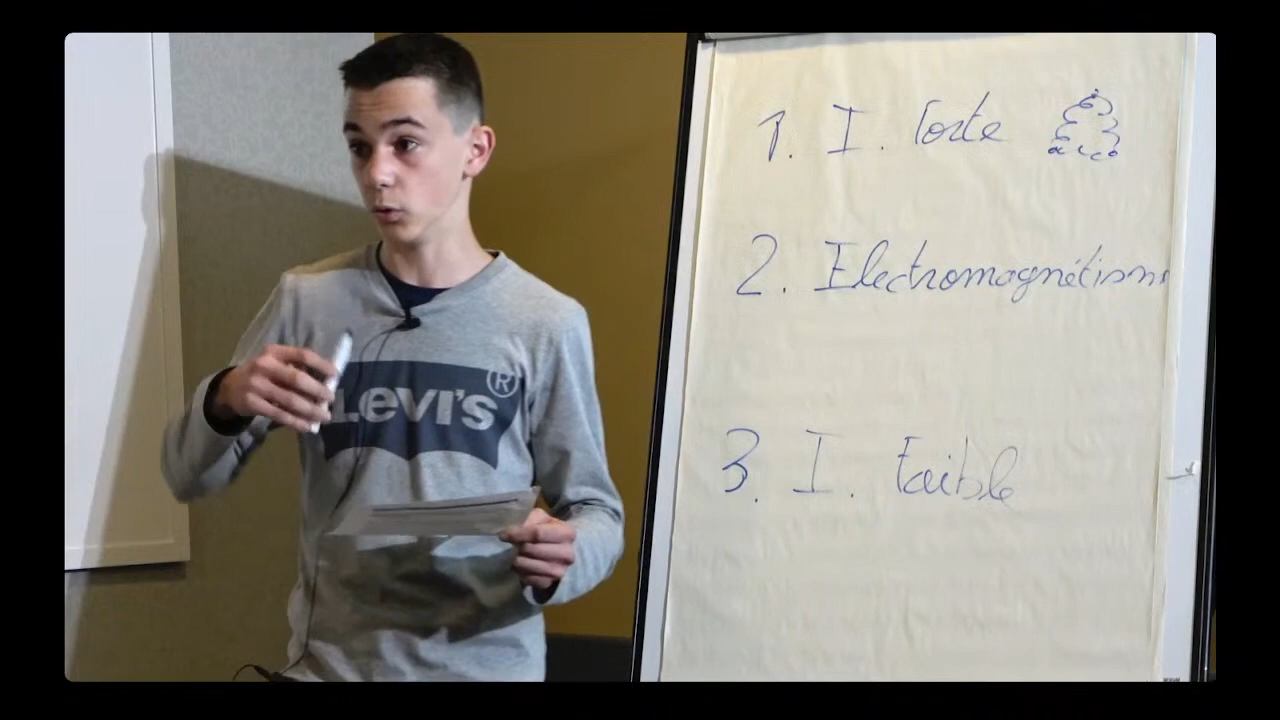 LEVI'S®
1. I. Forte
2. Electromagnétisme
3. I. Faible